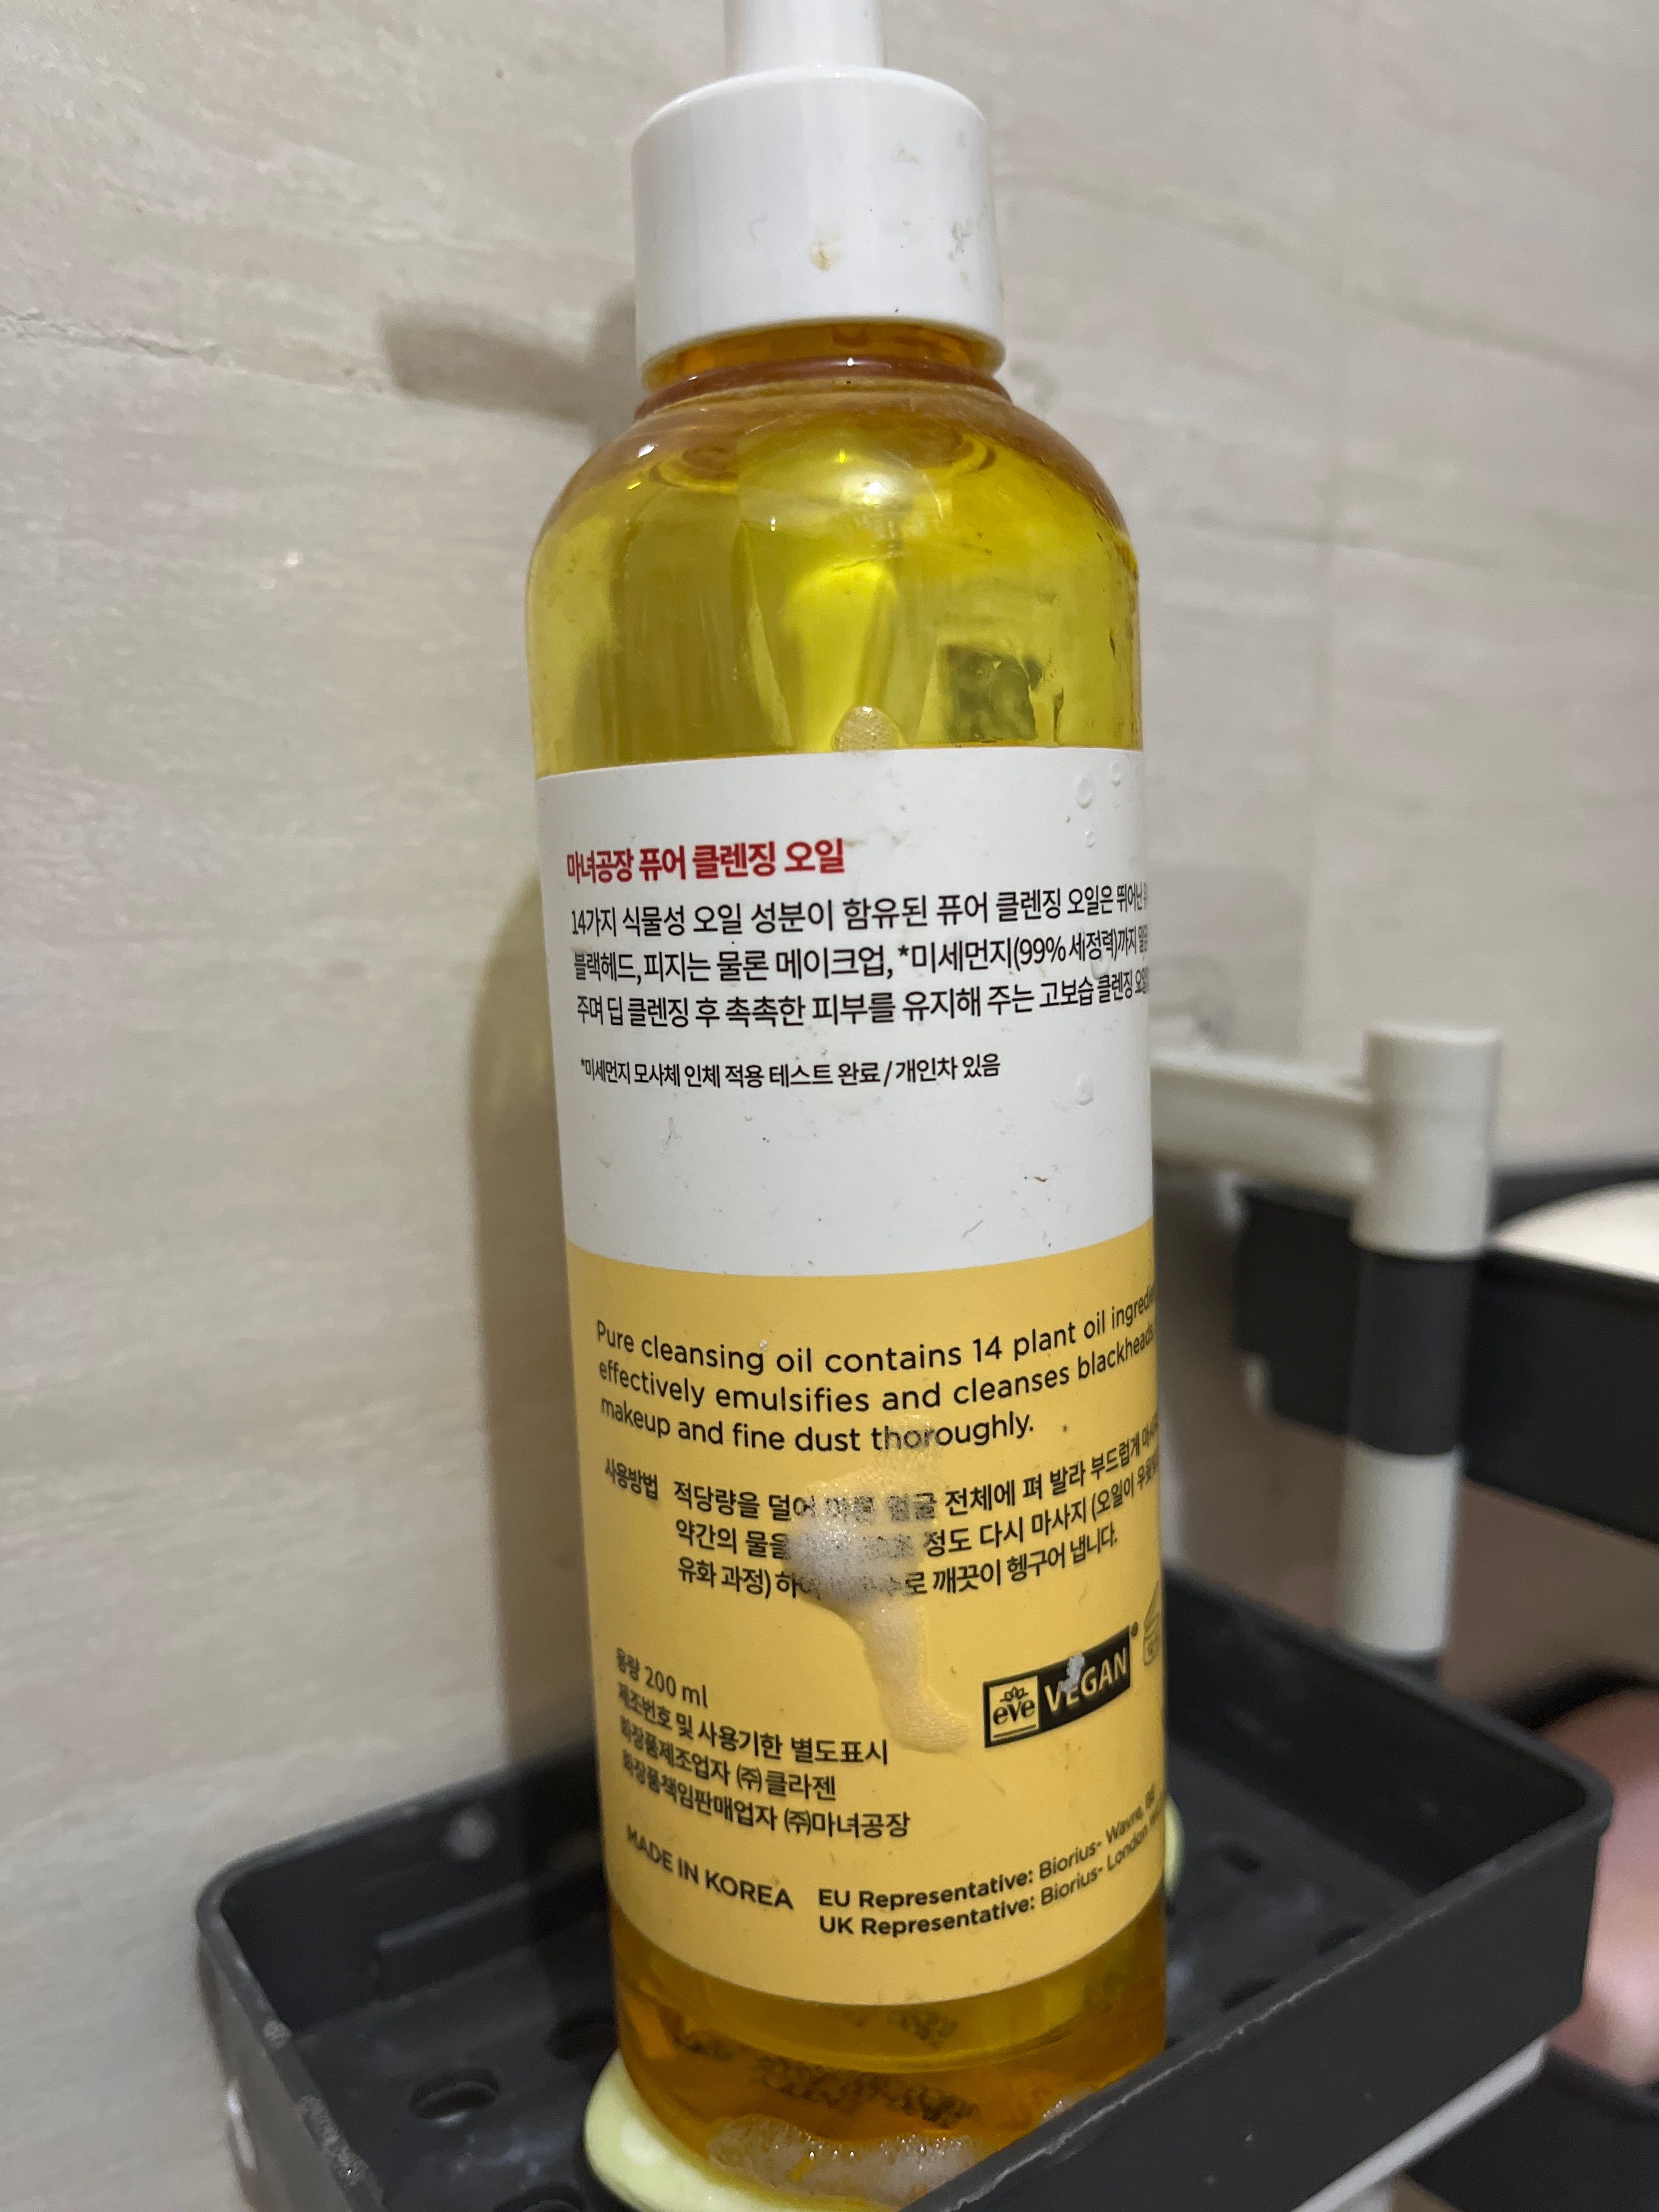 마녀공장 퓨어 클렌징 오일
14가지 식물성 오일 성분이 함유된 퓨어 클렌징 오일은 뛰어난
블랙헤드, 피지는 물론 메이크업, *미세먼지(99% 세정력)까지
주며 딥 클렌징 후 촉촉한 피부를 유지해 주는 고보습 클렌징
*미세먼지 모사체 인체 적용 테스트 완료 / 개인차 있음
Pure cleansing oil contains 14 plant oil
effectively emulsifies and cleanses blackheads
makeup and fine dust thoroughly.
사용방법 적당량을 덜어 얼굴 전체에 펴 발라 부드럽게
약간의 물을 정도 다시 마사지 (오일이
유화 과정) 깨끗이 헹구어 냅니다.
eve VEGAN®
용량 200 ml
제조번호 및 사용기한 별도표시
화장품제조업자 ㈜클라젠
화장품책임판매업자 ㈜마녀공장
MADE IN KOREA
EU Representative: Biorius- Wavre,
UK Representative: Biorius- London